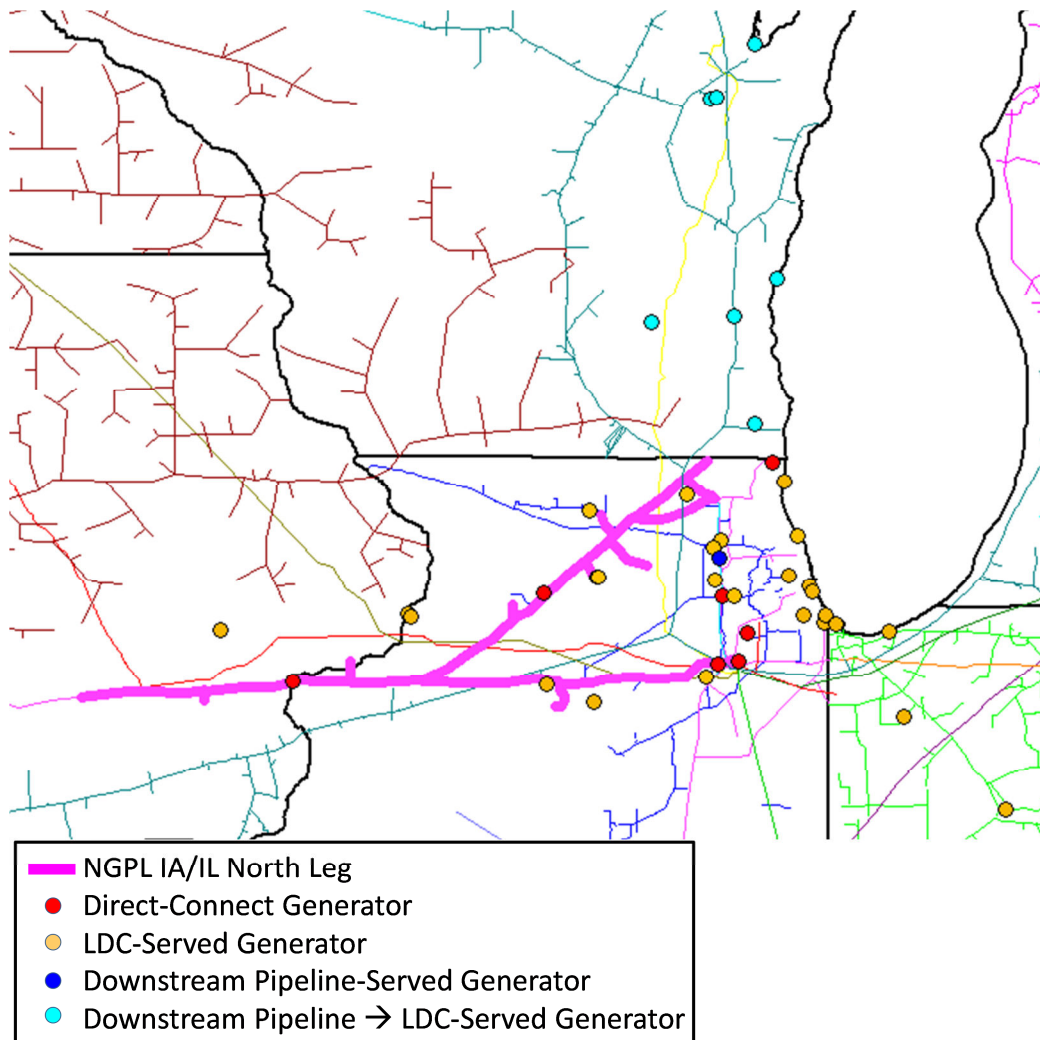 NGPL IA/IL North Leg
Direct-Connect Generator
LDC-Served Generator
Downstream Pipeline-Served Generator
Downstream Pipeline → LDC-Served Generator